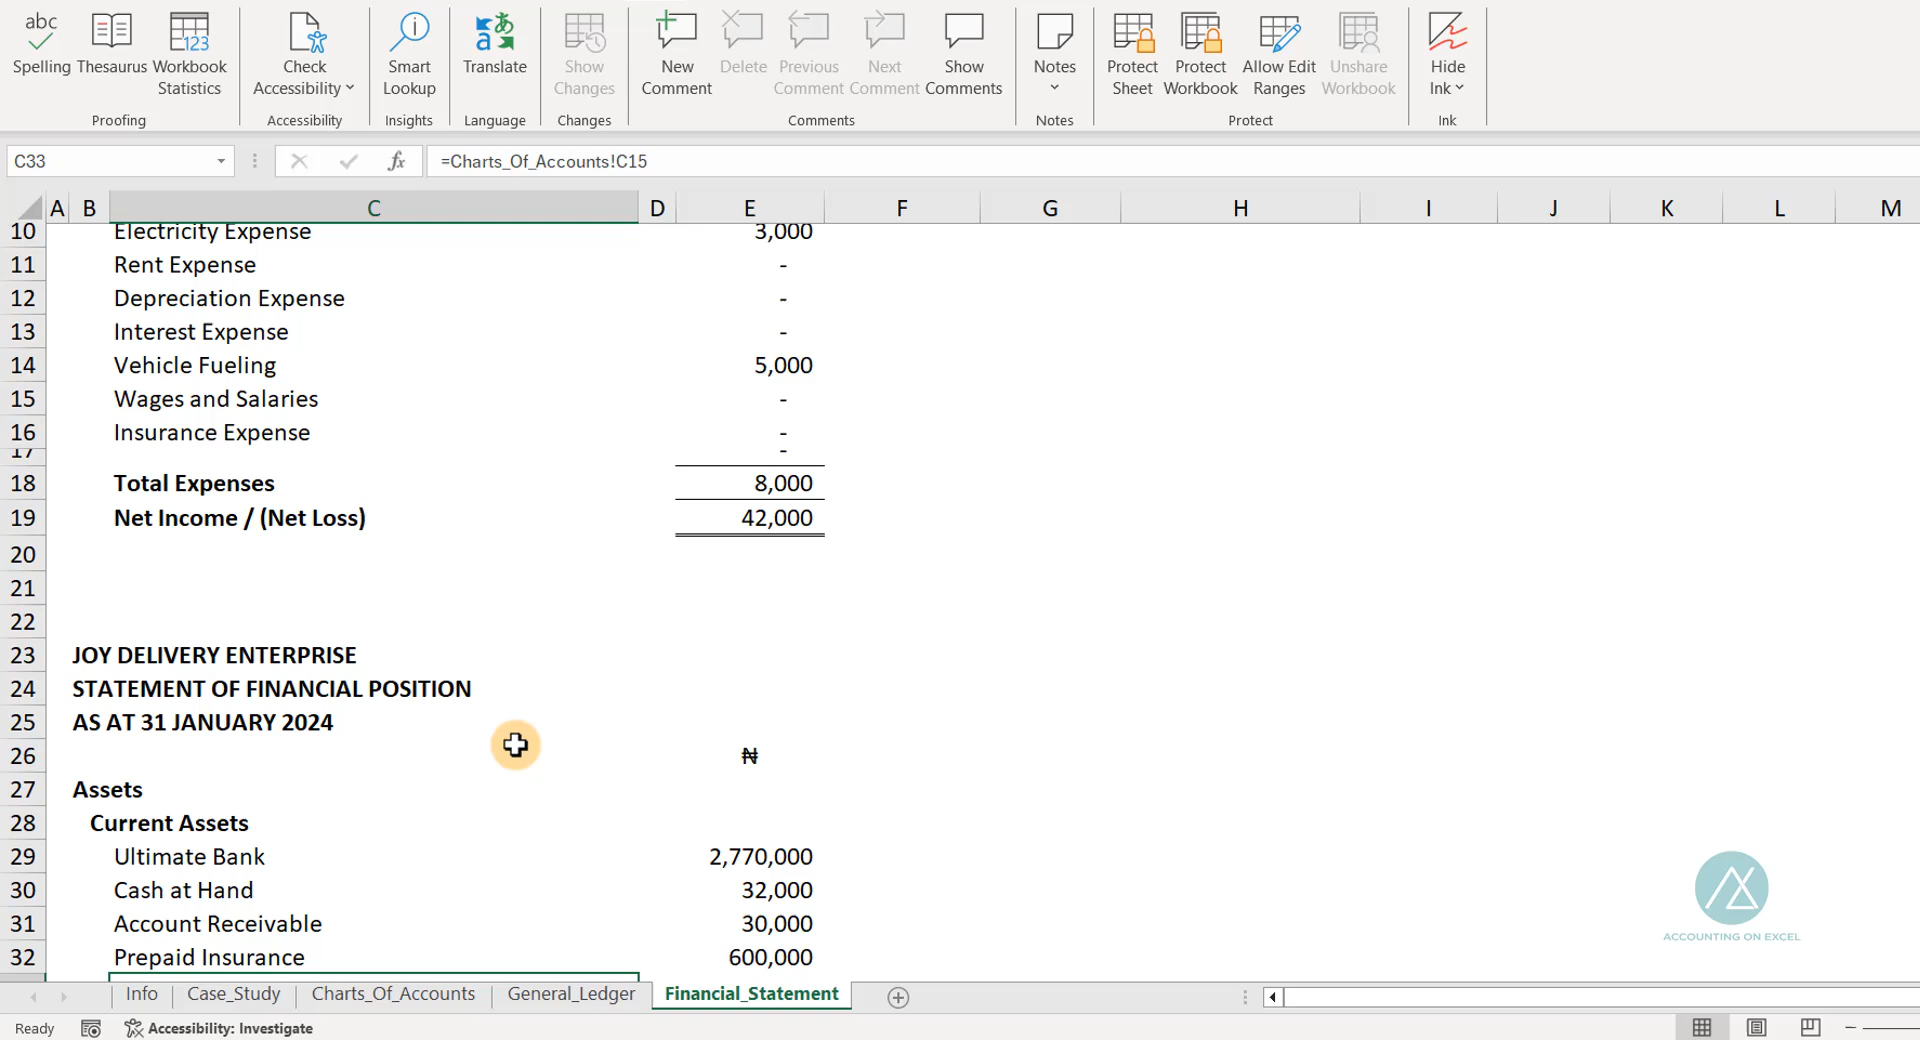 abc
Spelling Thesaurus Workbook Statistics
Check Accessibility
Smart Lookup
Translate
Show Changes
New Comment
Delete
Previous Comment
Next Comment
Show Comments
Notes
Protect Sheet
Protect Workbook
Allow Edit Ranges
Unshare Workbook
Hide Ink
Proofing Accessibility Insights Language Changes Comments Notes Protect Ink
C33 fx =Charts_Of_Accounts!C15
A B C D E F G H I J K L M
10 Electricity Expense 3,000
11 Rent Expense -
12 Depreciation Expense -
13 Interest Expense -
14 Vehicle Fueling 5,000
15 Wages and Salaries -
16 Insurance Expense -
17 -
18 Total Expenses 8,000
19 Net Income / (Net Loss) 42,000
20
21
22
23 JOY DELIVERY ENTERPRISE
24 STATEMENT OF FINANCIAL POSITION
25 AS AT 31 JANUARY 2024
26 ₦
27 Assets
28 Current Assets
29 Ultimate Bank 2,770,000
30 Cash at Hand 32,000
31 Account Receivable 30,000
32 Prepaid Insurance 600,000
ACCOUNTING ON EXCEL
Info Case_Study Charts_Of_Accounts General_Ledger Financial_Statement
Ready Accessibility: Investigate